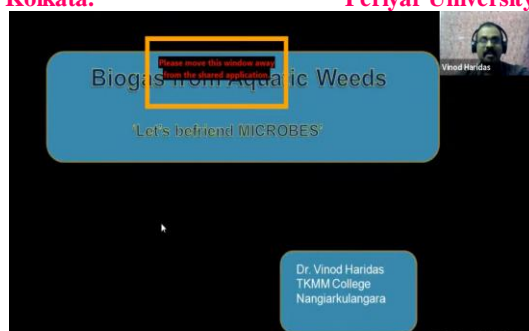 Kolkata. Periyar University
Please move this window away
from the shared application.
Biogas from Aquatic Weeds
'Let's befriend MICROBES'
Vinod Haridas
Dr. Vinod Haridas
TKMM College
Nangiarkulangara